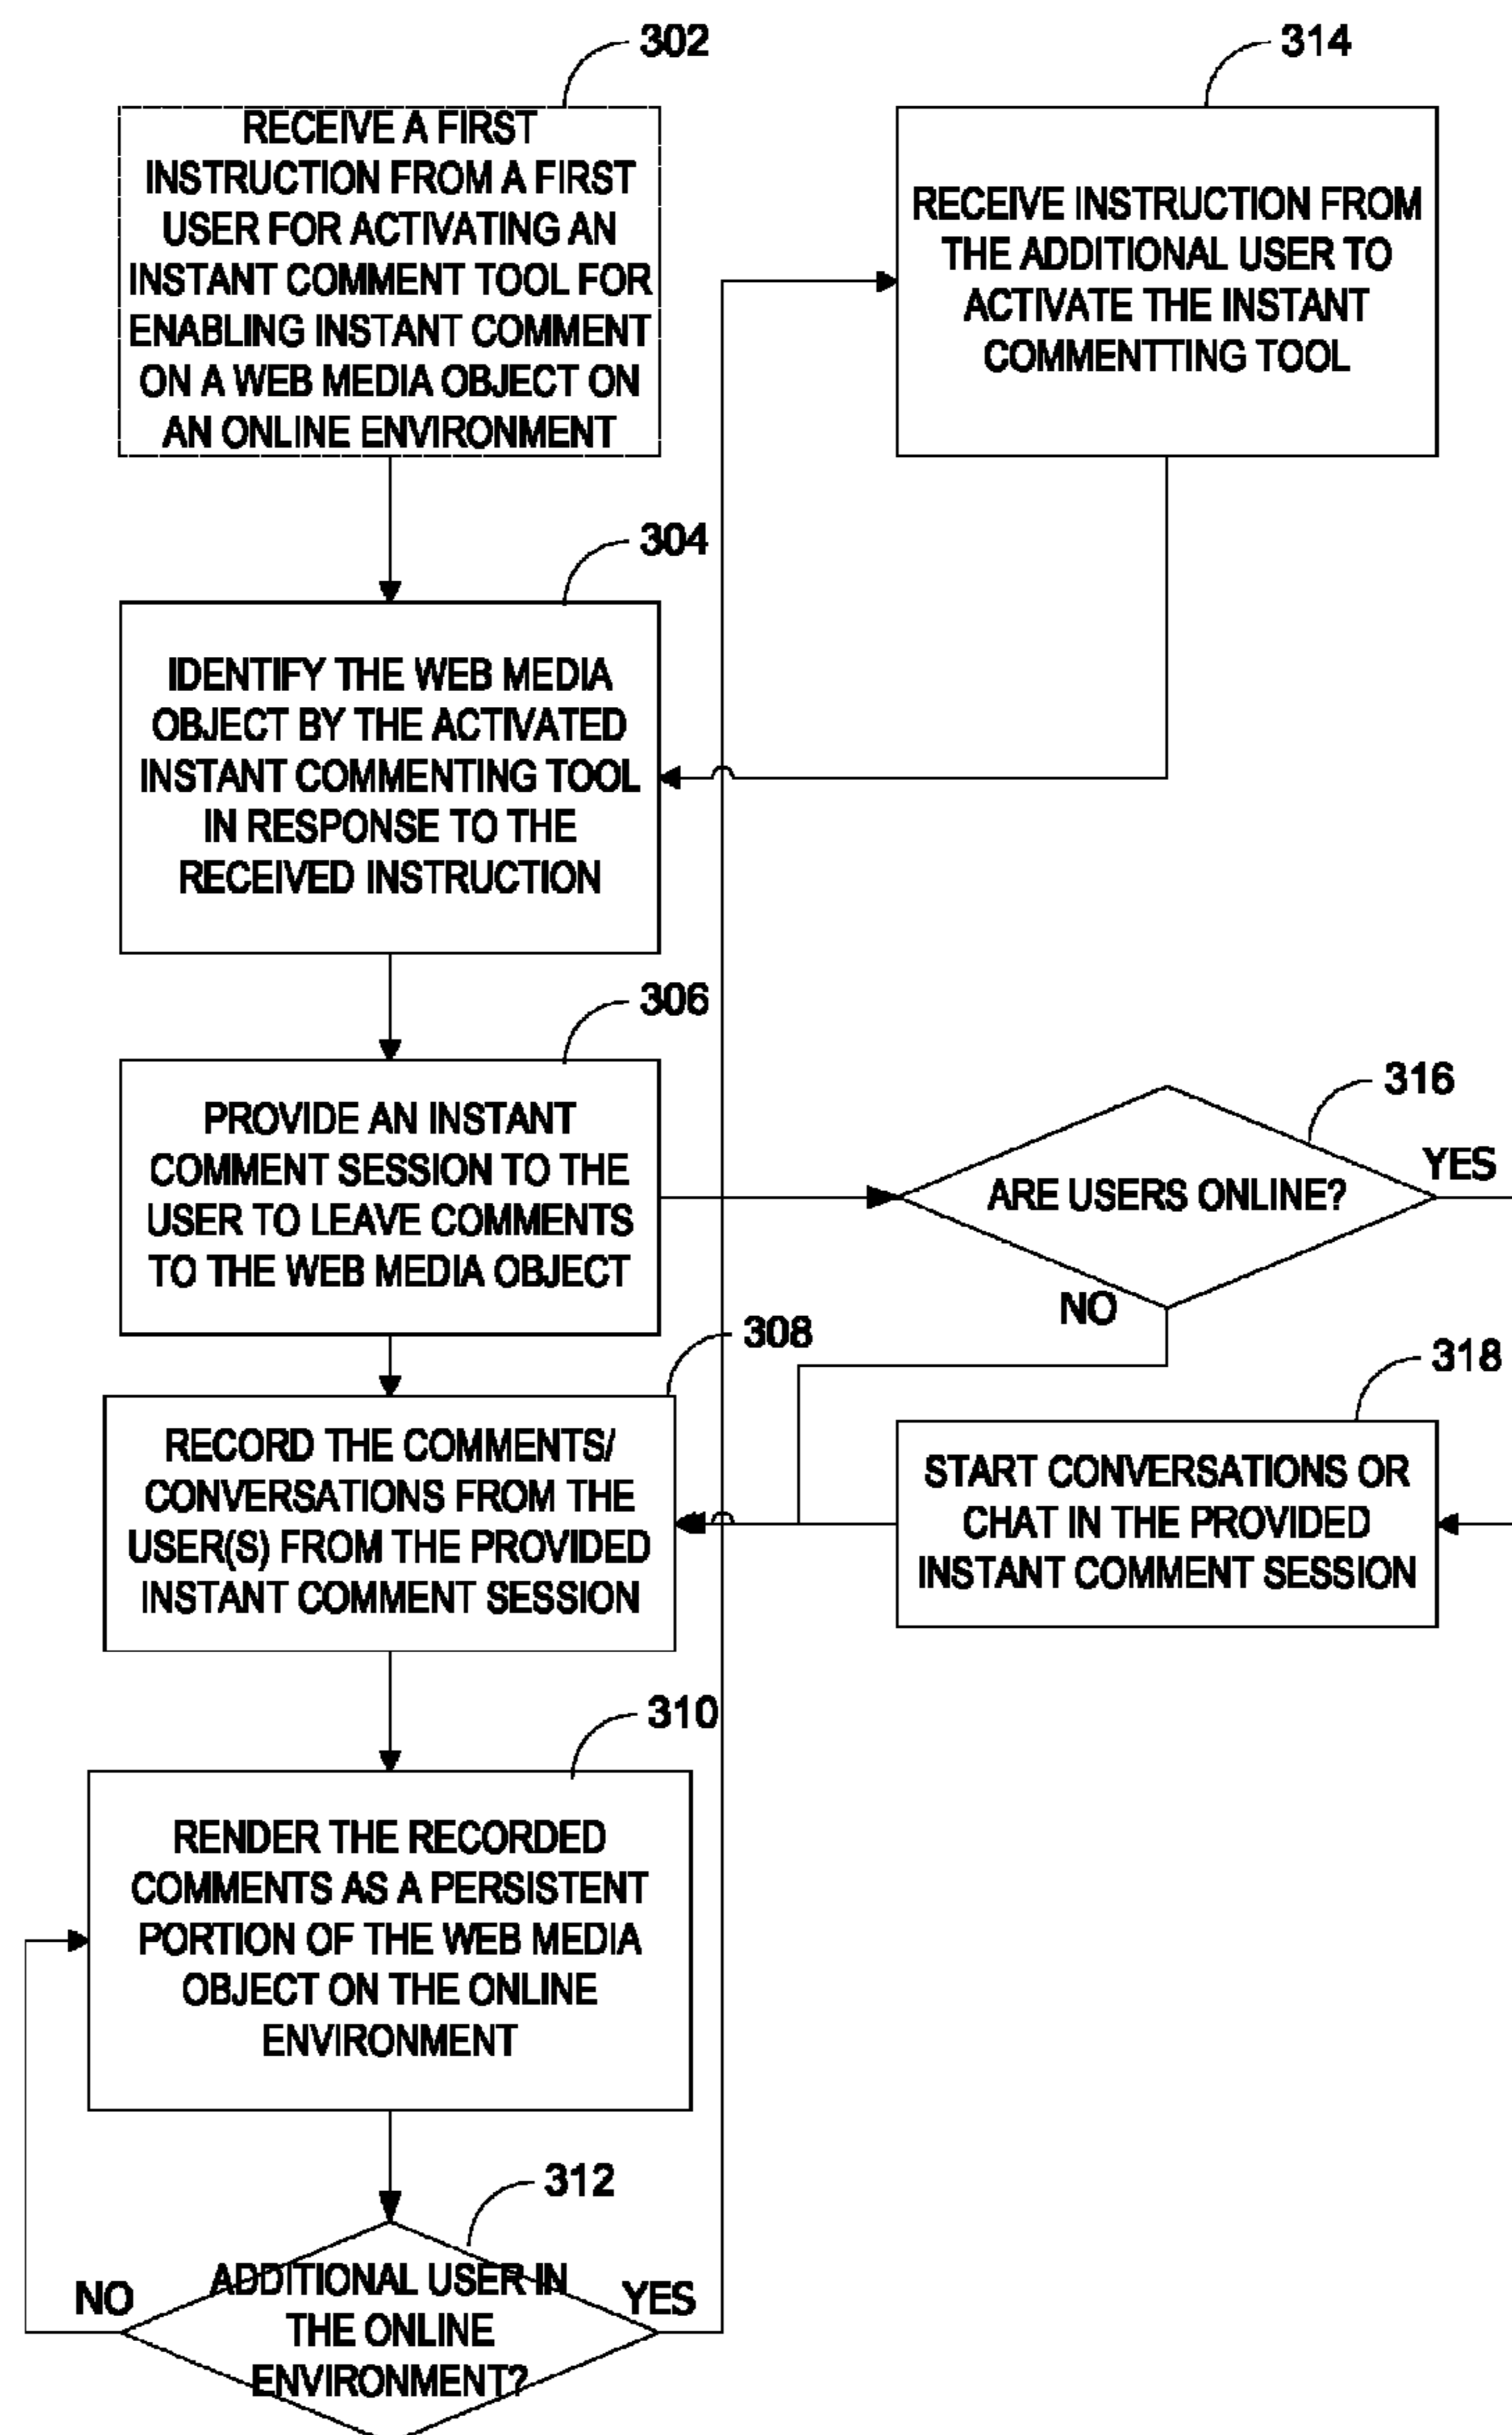 302
RECEIVE A FIRST
INSTRUCTION FROM A FIRST
USER FOR ACTIVATING AN
INSTANT COMMENT TOOL FOR
ENABLING INSTANT COMMENT
ON A WEB MEDIA OBJECT ON
AN ONLINE ENVIRONMENT
314
RECEIVE INSTRUCTION FROM
THE ADDITIONAL USER TO
ACTIVATE THE INSTANT
COMMENTTING TOOL
304
IDENTIFY THE WEB MEDIA
OBJECT BY THE ACTIVATED
INSTANT COMMENTING TOOL
IN RESPONSE TO THE
RECEIVED INSTRUCTION
306
PROVIDE AN INSTANT
COMMENT SESSION TO THE
USER TO LEAVE COMMENTS
TO THE WEB MEDIA OBJECT
316
ARE USERS ONLINE?
YES
NO
308
RECORD THE COMMENTS/
CONVERSATIONS FROM THE
USER(S) FROM THE PROVIDED
INSTANT COMMENT SESSION
318
START CONVERSATIONS OR
CHAT IN THE PROVIDED
INSTANT COMMENT SESSION
310
RENDER THE RECORDED
COMMENTS AS A PERSISTENT
PORTION OF THE WEB MEDIA
OBJECT ON THE ONLINE
ENVIRONMENT
312
ADDITIONAL USER IN
THE ONLINE
ENVIRONMENT?
NO
YES